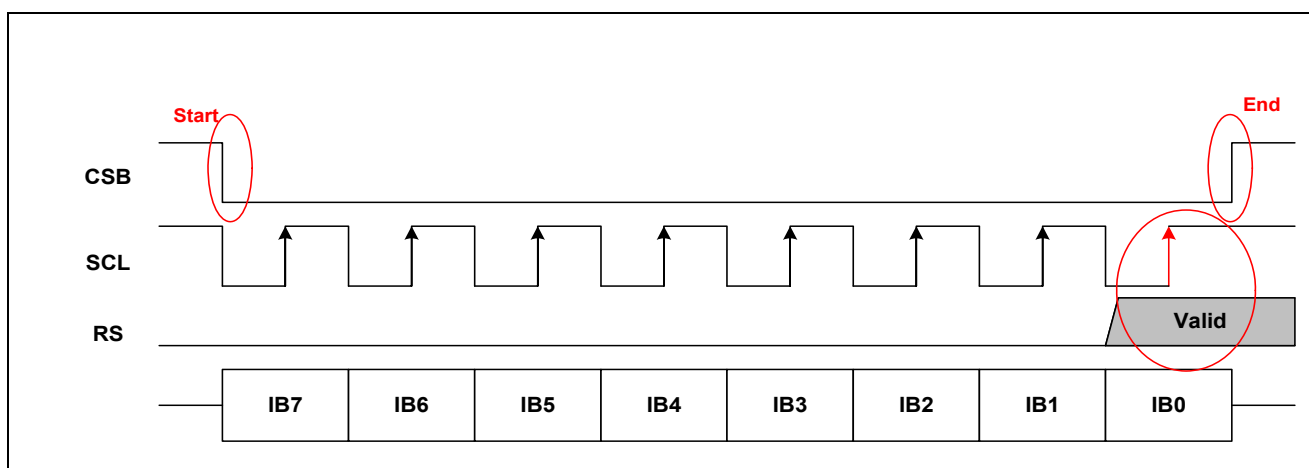 Start
End
CSB
SCL
RS
Valid
IB7 IB6 IB5 IB4 IB3 IB2 IB1 IB0